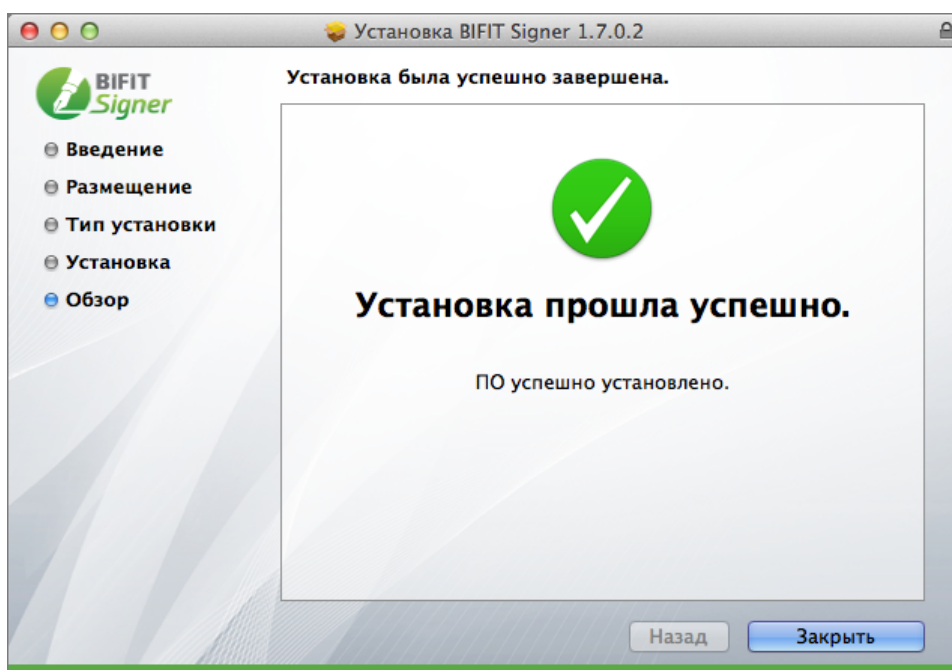 Установка BIFIT Signer 1.7.0.2
BIFIT
Signer
Установка была успешно завершена.
Введение
Размещение
Тип установки
Установка
Обзор
Установка прошла успешно.
ПО успешно установлено.
Назад
Закрыть